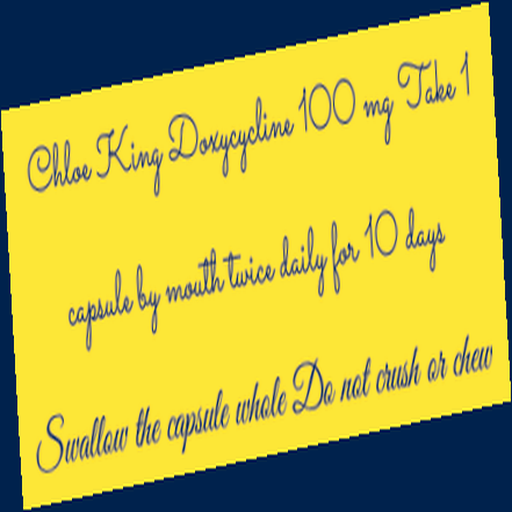 Chloe King Doxycycline 100 mg Take 1
capsule by mouth twice daily for 10 days
Swallow the capsule whole Do not crush or chew